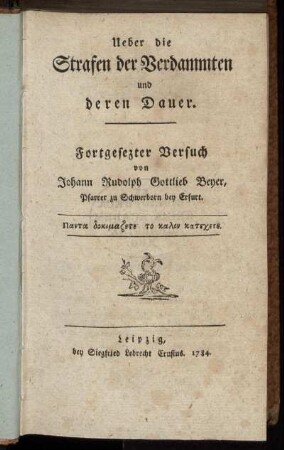 Ueber die
Strafen der Verdammten
und
deren Dauer.
Fortgesezter Versuch
von
Johann Rudolph Gottlieb Beyer,
Pfarrer zu Schwerborn bey Erfurt.
Παντα δοκιμαζετε το καλον κατεχετε.
Leipzig,
bey Siegfried Lebrecht Crusius. 1784.